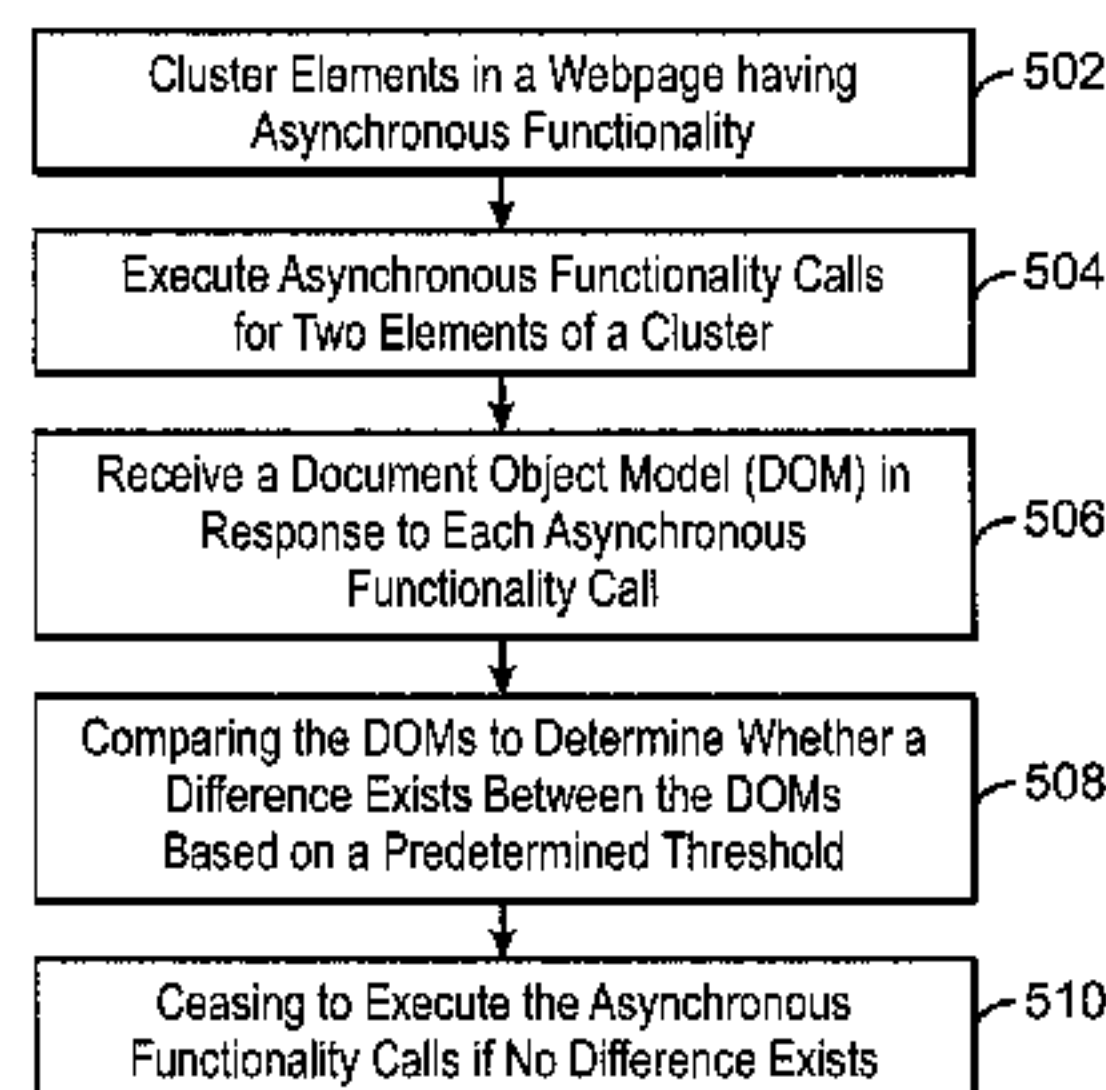 Cluster Elements in a Webpage having
Asynchronous Functionality
502
Execute Asynchronous Functionality Calls
for Two Elements of a Cluster
504
Receive a Document Object Model (DOM) in
Response to Each Asynchronous
Functionality Call
506
Comparing the DOMs to Determine Whether a
Difference Exists Between the DOMs
Based on a Predetermined Threshold
508
Ceasing to Execute the Asynchronous
Functionality Calls if No Difference Exists
510